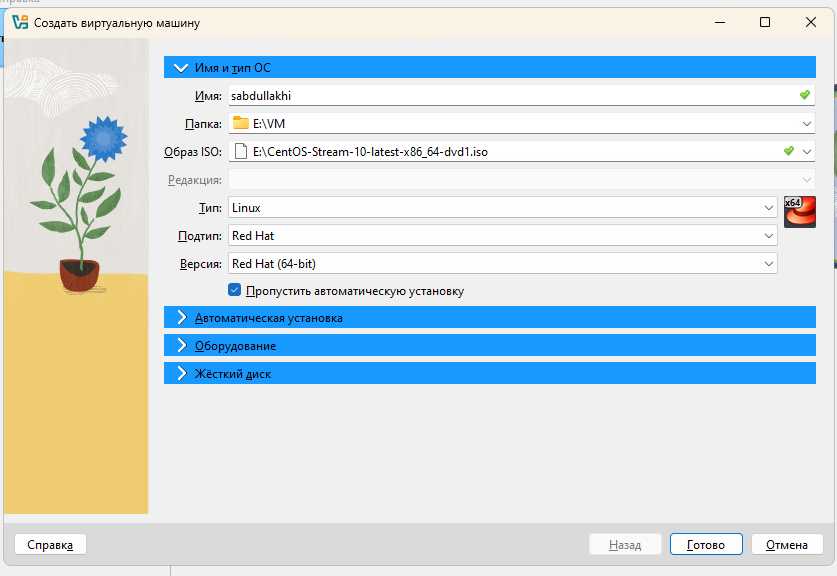 Создать виртуальную машину
Имя и тип ОС
Имя: sabdullakhi
Папка: E:\VM
Образ ISO: E:\CentOS-Stream-10-latest-x86_64-dvd1.iso
Редакция:
Тип: Linux
x64
Подтип: Red Hat
Версия: Red Hat (64-bit)
Пропустить автоматическую установку
Автоматическая установка
Оборудование
Жёсткий диск
Справка Назад Готово Отмена